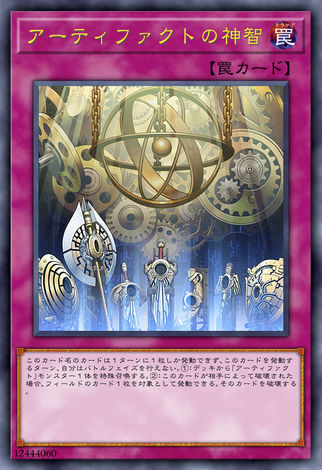 アーティファクトの神智
罠
トラップ
【罠カード】
このカード名のカードは１ターンに１枚しか発動できず、このカードを発動す
るターン、自分はバトルフェイズを行えない。①：デッキから「アーティファク
ト」モンスター１体を特殊召喚する。②：このカードが相手によって破壊された
場合、フィールドのカード１枚を対象として発動できる。そのカードを破壊する
。
12444060